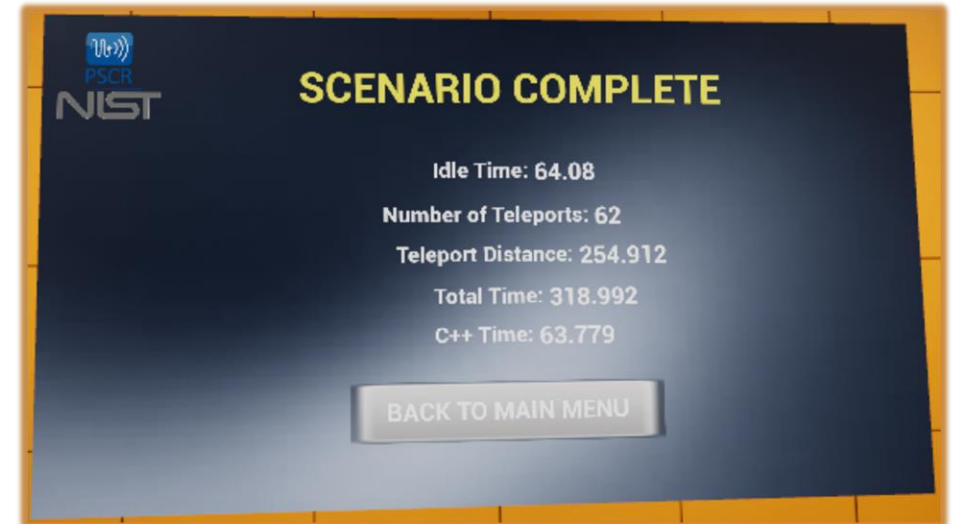 PSCR
NIST
SCENARIO COMPLETE
Idle Time: 64.08
Number of Teleports: 62
Teleport Distance: 254.912
Total Time: 318.992
C++ Time: 63.779
BACK TO MAIN MENU